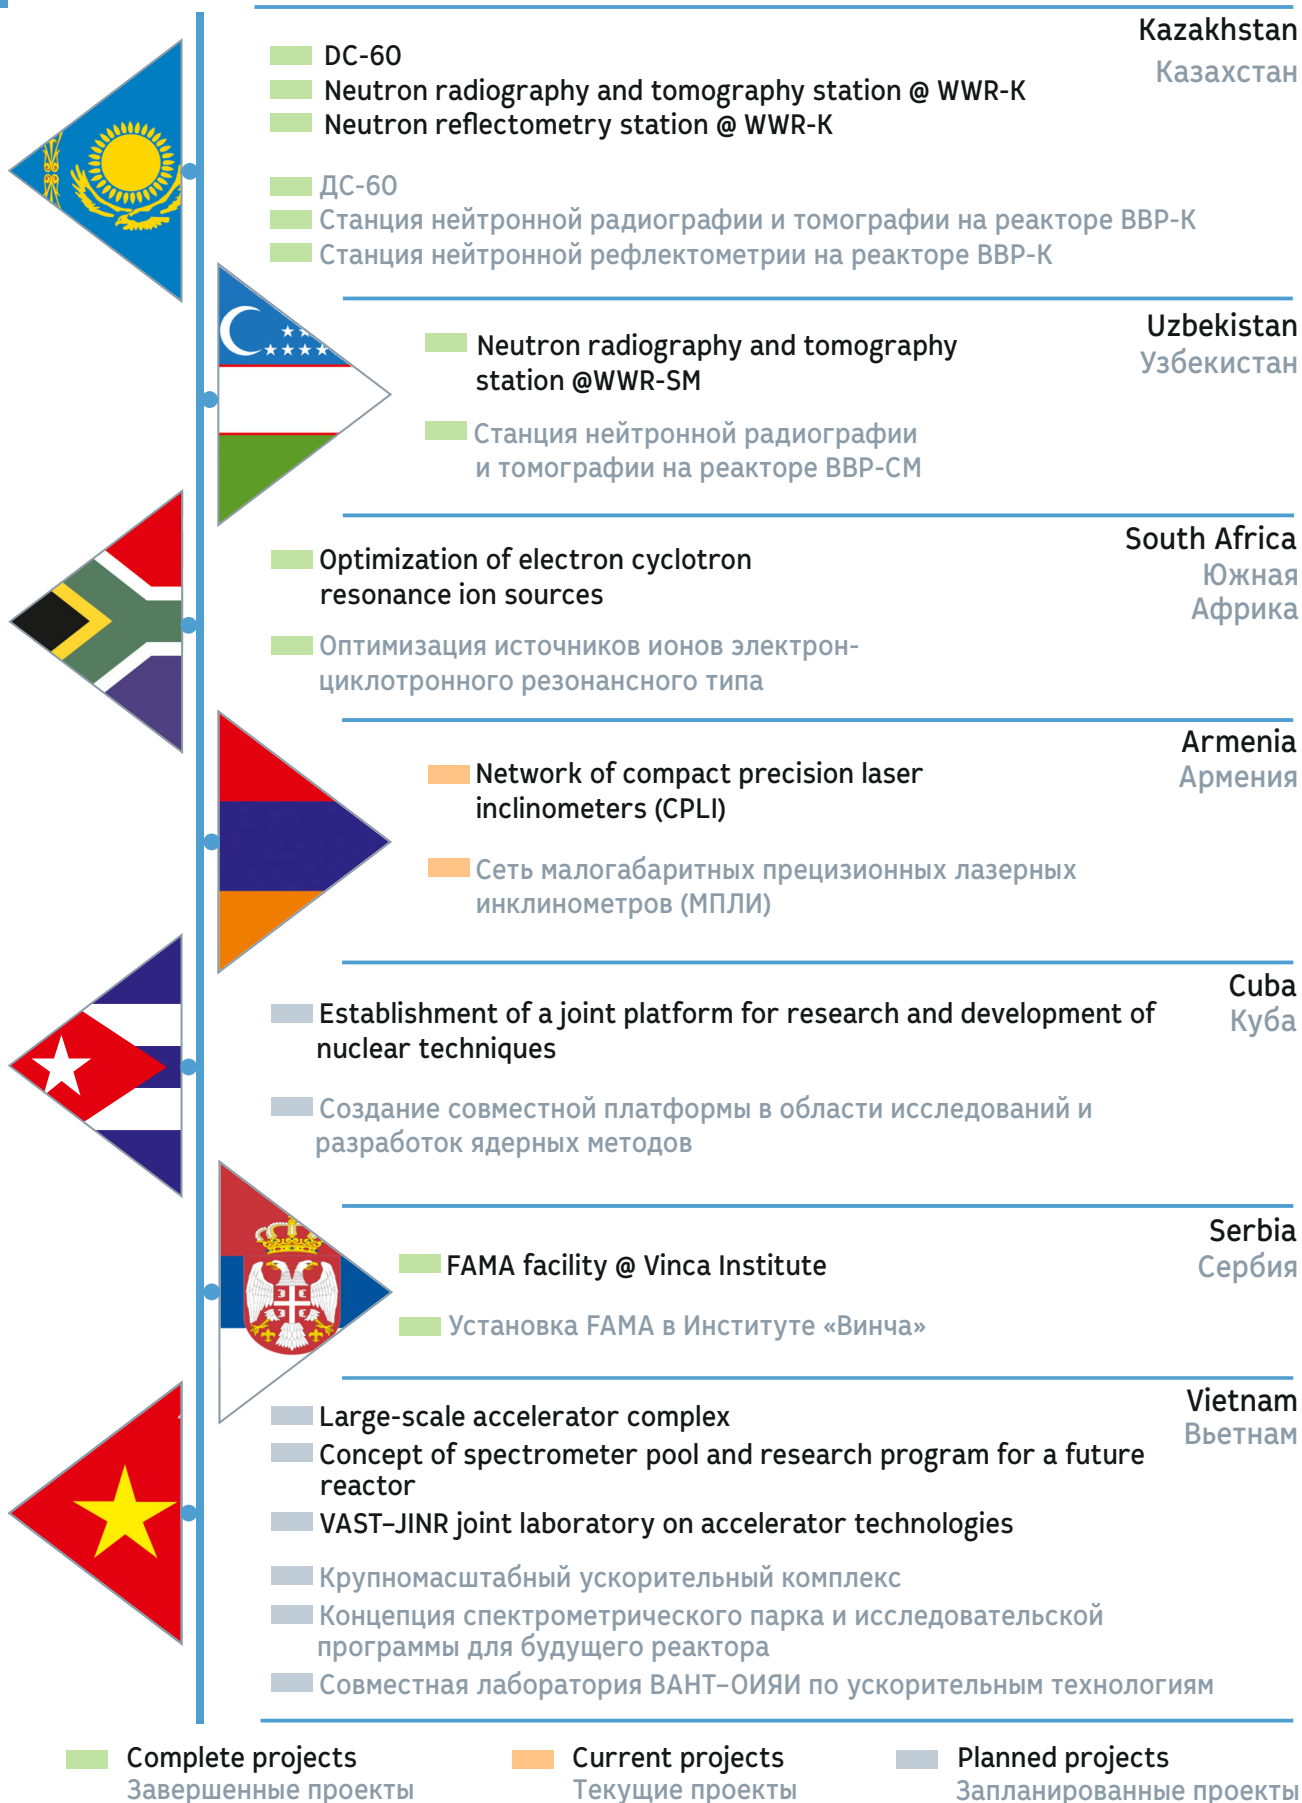 Kazakhstan
Казахстан
DC-60
Neutron radiography and tomography station @ WWR-K
Neutron reflectometry station @ WWR-K
ДС-60
Станция нейтронной радиографии и томографии на реакторе ВВР-К
Станция нейтронной рефлектометрии на реакторе ВВР-К
Uzbekistan
Узбекистан
Neutron radiography and tomography
station @WWR-SM
Станция нейтронной радиографии
и томографии на реакторе ВВР-СМ
South Africa
Южная
Африка
Optimization of electron cyclotron
resonance ion sources
Оптимизация источников ионов электрон-
циклотронного резонансного типа
Armenia
Армения
Network of compact precision laser
inclinometers (CPLI)
Сеть малогабаритных прецизионных лазерных
инклинометров (МПЛИ)
Cuba
Куба
Establishment of a joint platform for research and development of
nuclear techniques
Создание совместной платформы в области исследований и
разработок ядерных методов
Serbia
Сербия
FAMA facility @ Vinca Institute
Установка FAMA в Институте «Винча»
Vietnam
Вьетнам
Large-scale accelerator complex
Concept of spectrometer pool and research program for a future
reactor
VAST–JINR joint laboratory on accelerator technologies
Крупномасштабный ускорительный комплекс
Концепция спектрометрического парка и исследовательской
программы для будущего реактора
Совместная лаборатория ВАНТ–ОИЯИ по ускорительным технологиям
Complete projects
Завершенные проекты
Current projects
Текущие проекты
Planned projects
Запланированные проекты